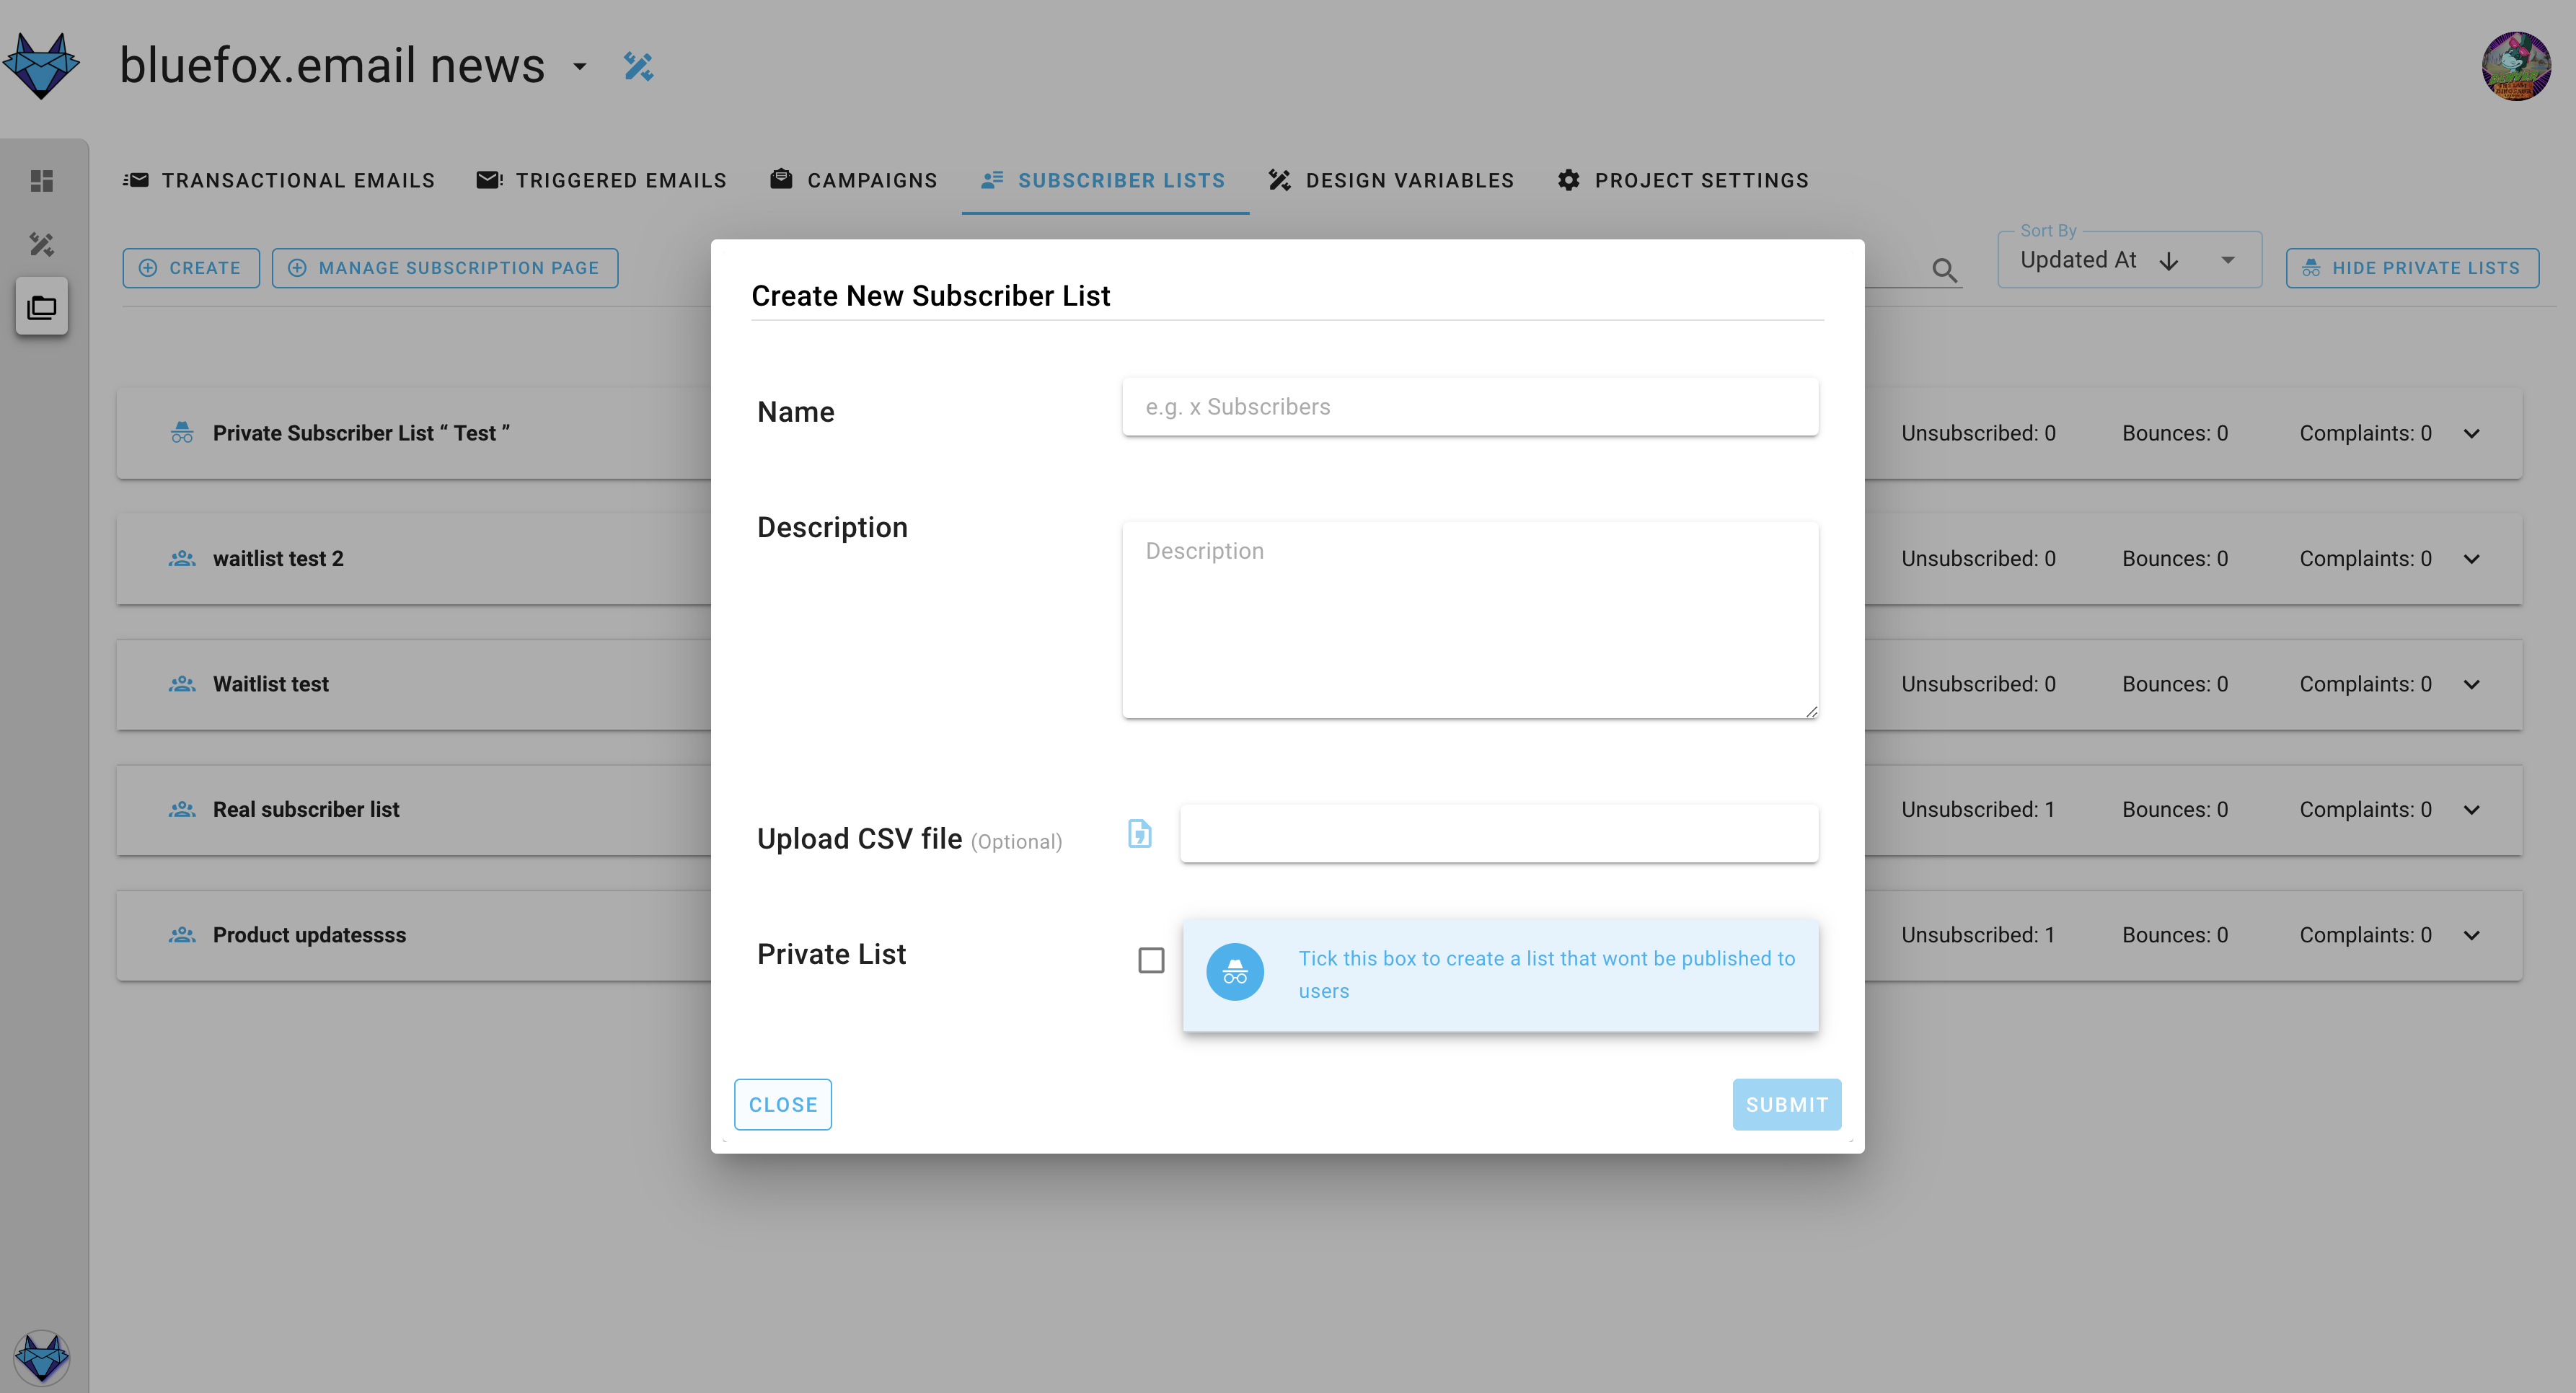 bluefox.email news
TRANSACTIONAL EMAILS
TRIGGERED EMAILS
CAMPAIGNS
SUBSCRIBER LISTS
DESIGN VARIABLES
PROJECT SETTINGS
CREATE
MANAGE SUBSCRIPTION PAGE
Sort By
Updated At
HIDE PRIVATE LISTS
Private Subscriber List “ Test ”
Unsubscribed: 0
Bounces: 0
Complaints: 0
waitlist test 2
Unsubscribed: 0
Bounces: 0
Complaints: 0
Waitlist test
Unsubscribed: 0
Bounces: 0
Complaints: 0
Real subscriber list
Unsubscribed: 1
Bounces: 0
Complaints: 0
Product updatessss
Unsubscribed: 1
Bounces: 0
Complaints: 0
Create New Subscriber List
Name
e.g. x Subscribers
Description
Description
Upload CSV file (Optional)
Private List
Tick this box to create a list that wont be published to
users
CLOSE
SUBMIT